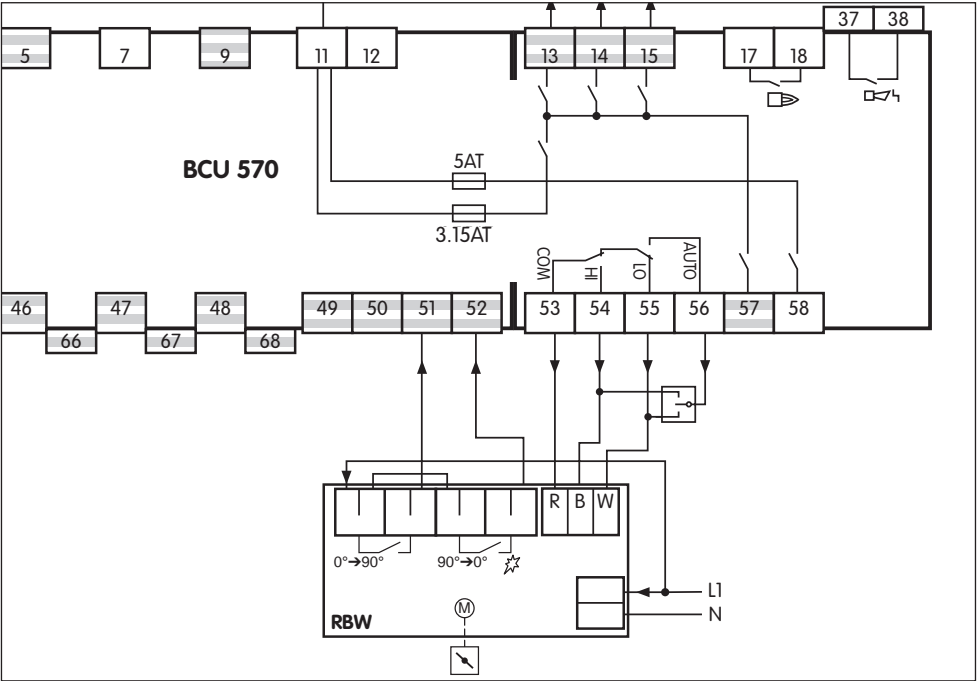 37 38
5 7 9 11 12 13 14 15 17 18
BCU 570
5AT
3.15AT
COM HI LO AUTO
46 47 48 49 50 51 52 53 54 55 56 57 58
66 67 68
R B W
0°→90° 90°→0°
L1
M
N
RBW